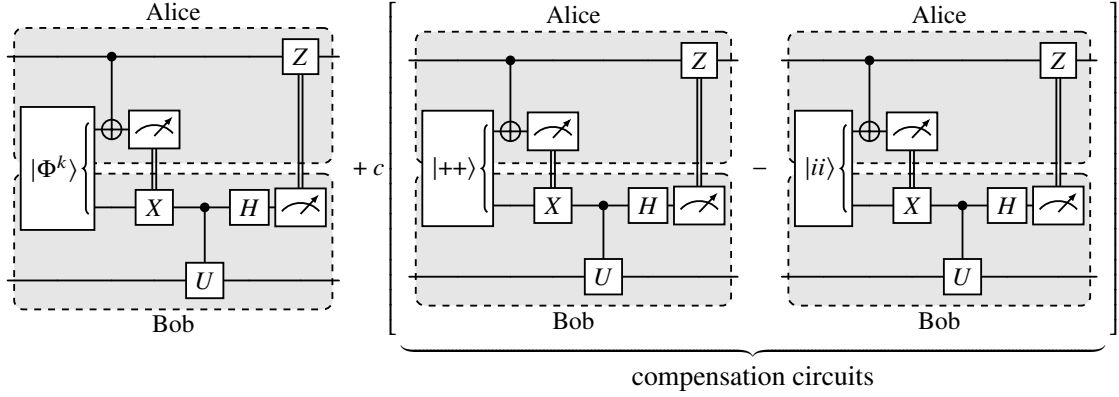 Alice
Z
|Φ^k⟩
X
H
U
Bob
+ c
Alice
Z
|++⟩
X
H
U
Bob
−
Alice
Z
|ii⟩
X
H
U
Bob
compensation circuits